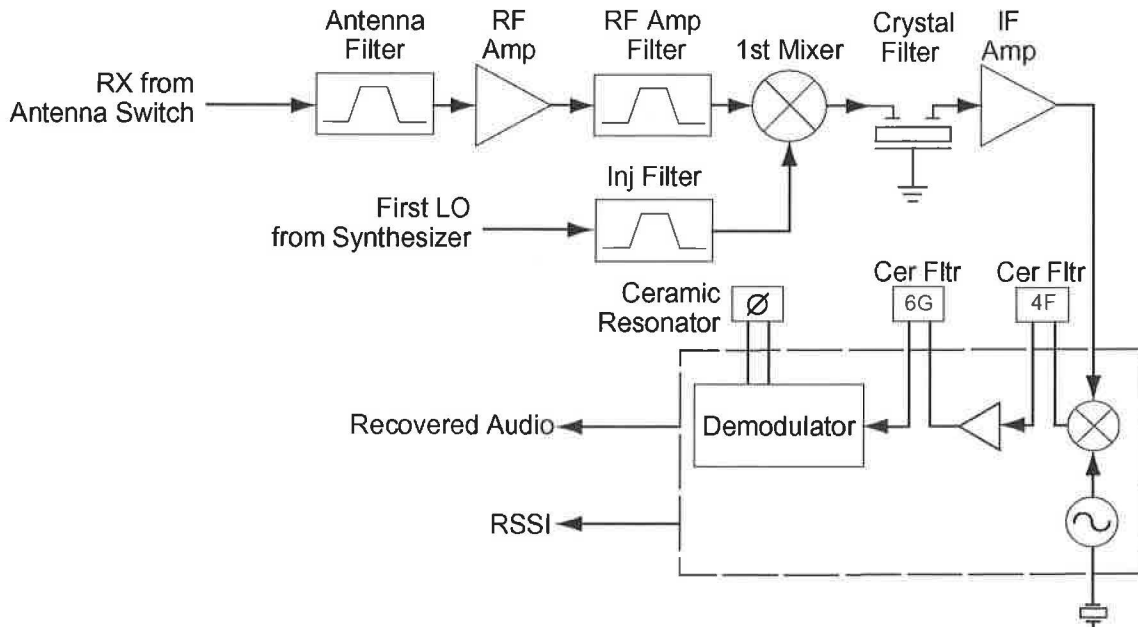 Antenna
Filter
RF
Amp
RF Amp
Filter
1st Mixer
Crystal
Filter
IF
Amp
RX from
Antenna Switch
Inj Filter
First LO
from Synthesizer
Ceramic
Resonator
Ø
Cer Fltr
6G
Cer Fltr
4F
Recovered Audio
Demodulator
RSSI